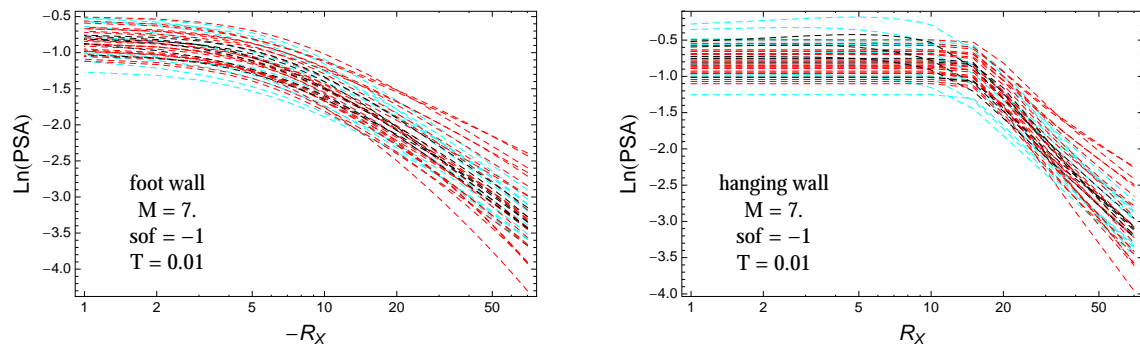 -0.5
-1.0
-1.5
-2.0
-2.5
-3.0
-3.5
-4.0
Ln(PSA)
foot wall
M = 7.
sof = −1
T = 0.01
1 2 5 10 20 50
−R_X
-0.5
-1.0
-1.5
-2.0
-2.5
-3.0
-3.5
-4.0
Ln(PSA)
hanging wall
M = 7.
sof = −1
T = 0.01
1 2 5 10 20 50
R_X